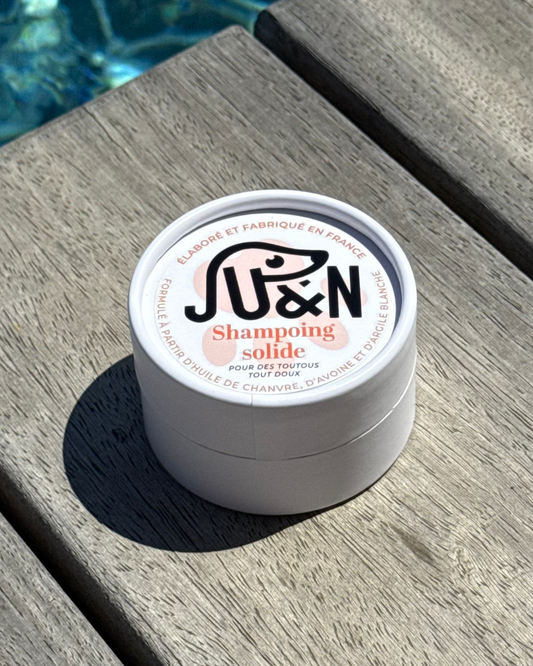 ÉLABORÉ ET FABRIQUÉ EN FRANCE
JU&N
Shampoing
solide
POUR DES TOUTOUS
TOUT DOUX
FORMULÉ À PARTIR D'HUILE DE CHANVRE, D'AVOINE ET D'ARGILE BLANCHE